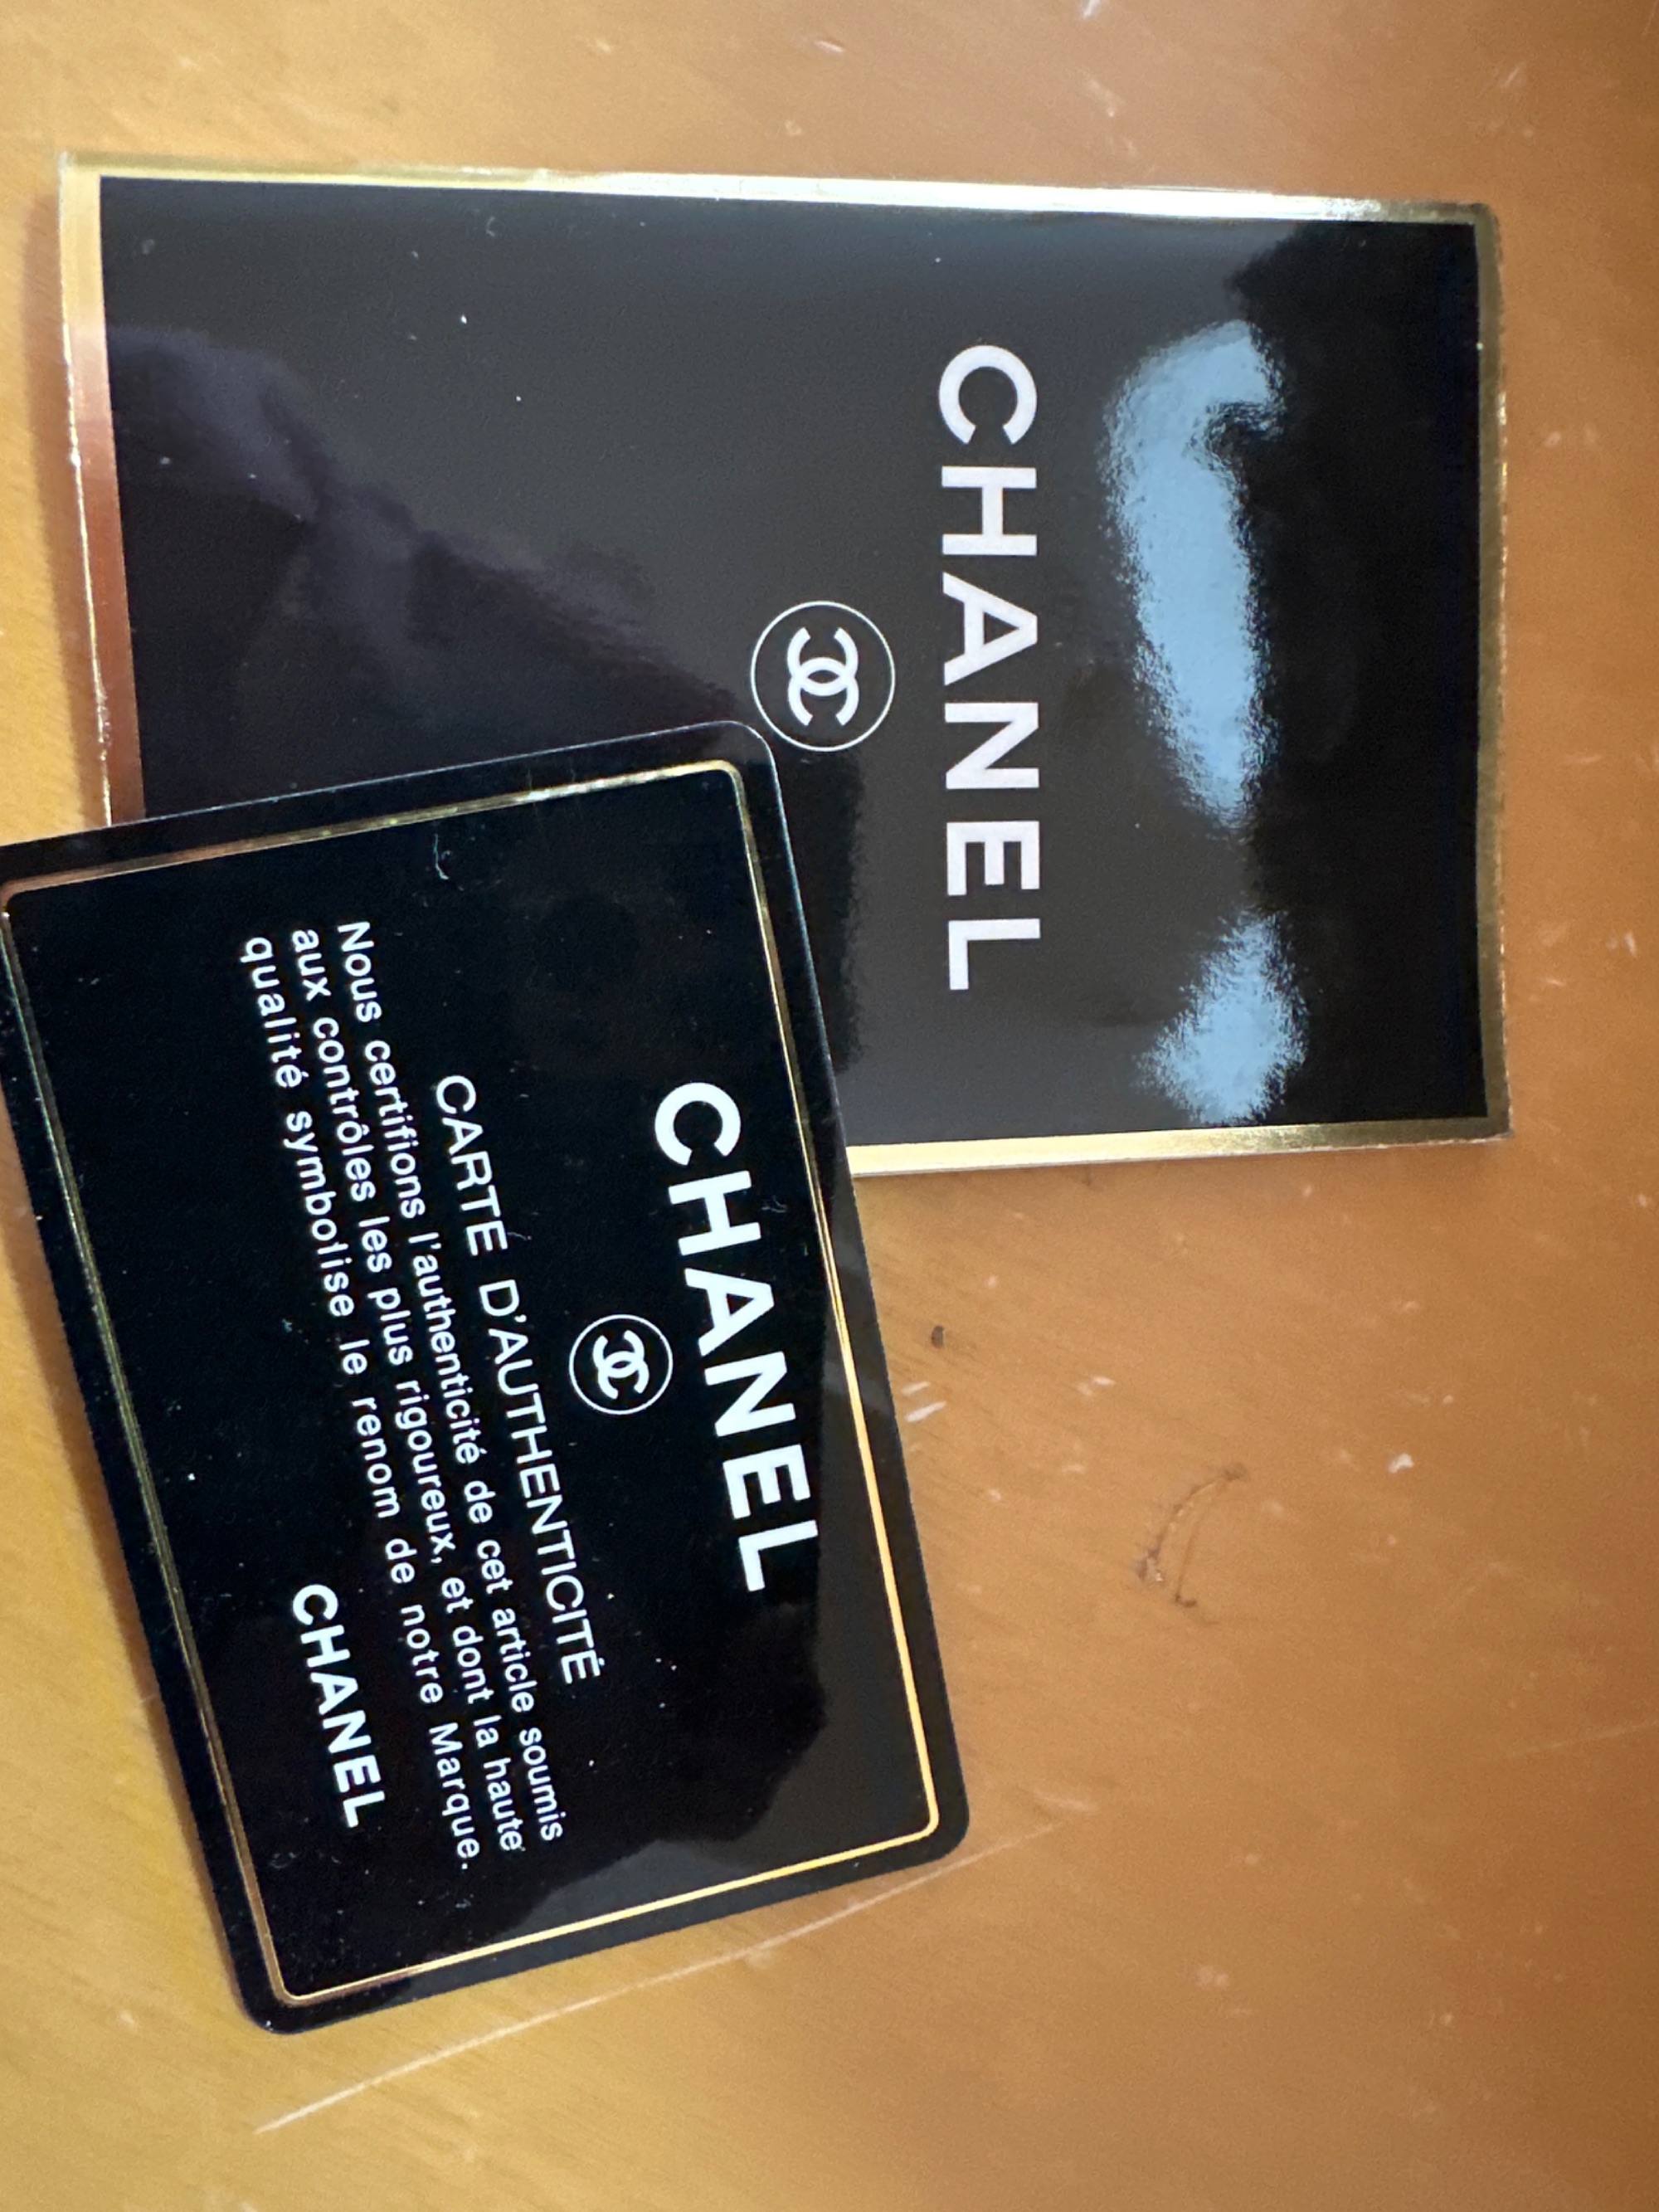 CHANEL
CHANEL
CARTE D'AUTHENTICITÉ
Nous certifions l'authenticité de cet article soumis
aux contrôles les plus rigoureux, et dont la haute
qualité symbolise le renom de notre Marque.
CHANEL